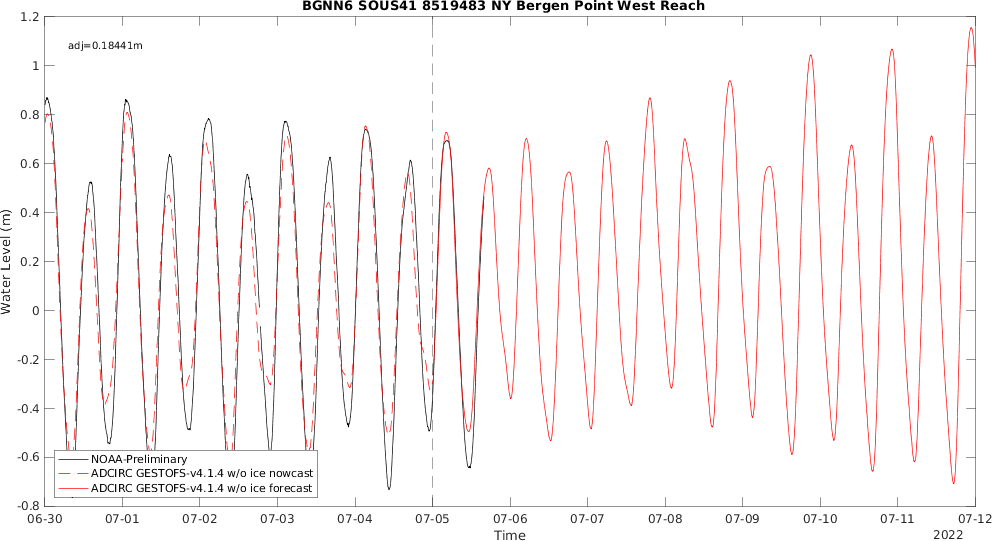 BGNN6 SOUS41 8519483 NY Bergen Point West Reach
adj=0.18441m
1.2
1
0.8
0.6
0.4
0.2
0
-0.2
-0.4
-0.6
-0.8
Water Level (m)
NOAA-Preliminary
ADCIRC GESTOFS-v4.1.4 w/o ice nowcast
ADCIRC GESTOFS-v4.1.4 w/o ice forecast
06-30 07-01 07-02 07-03 07-04 07-05 07-06 07-07 07-08 07-09 07-10 07-11 07-12
Time
2022